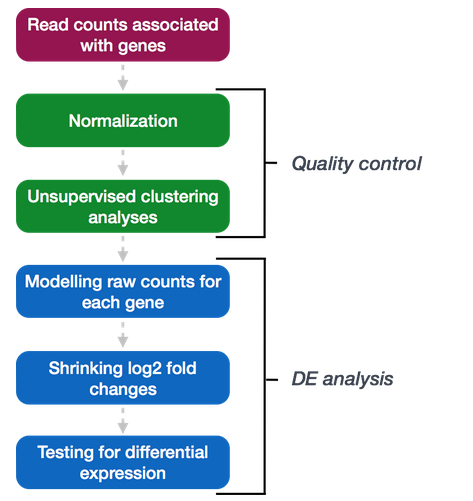 Read counts associated
with genes
Normalization
Quality control
Unsupervised clustering
analyses
Modelling raw counts for
each gene
Shrinking log2 fold
changes
DE analysis
Testing for differential
expression